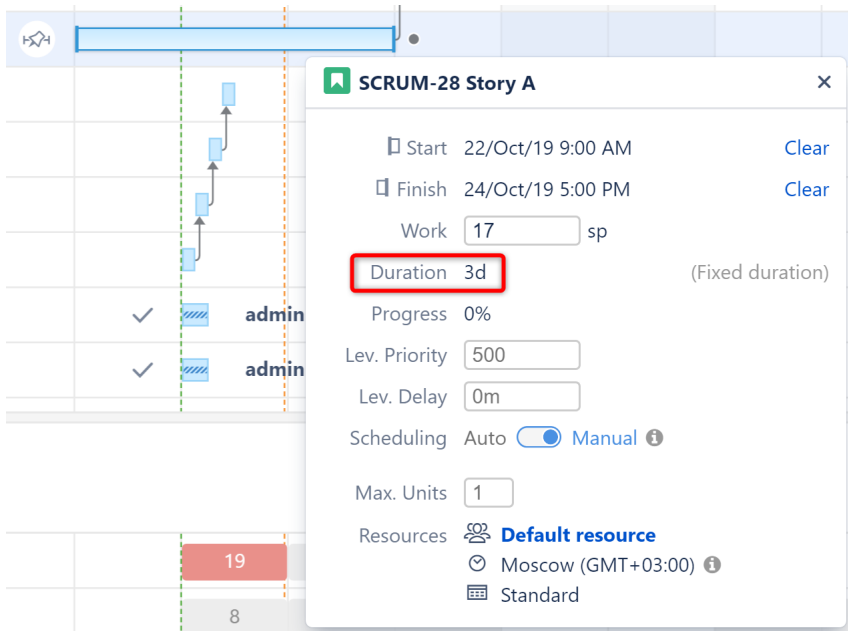 SCRUM-28 Story A
Start 22/Oct/19 9:00 AM Clear
Finish 24/Oct/19 5:00 PM Clear
Work 17 sp
Duration 3d (Fixed duration)
admin
Progress 0%
Lev. Priority 500
admin
Lev. Delay 0m
Scheduling Auto Manual
Max. Units 1
Resources Default resource
19
Moscow (GMT+03:00)
Standard
8